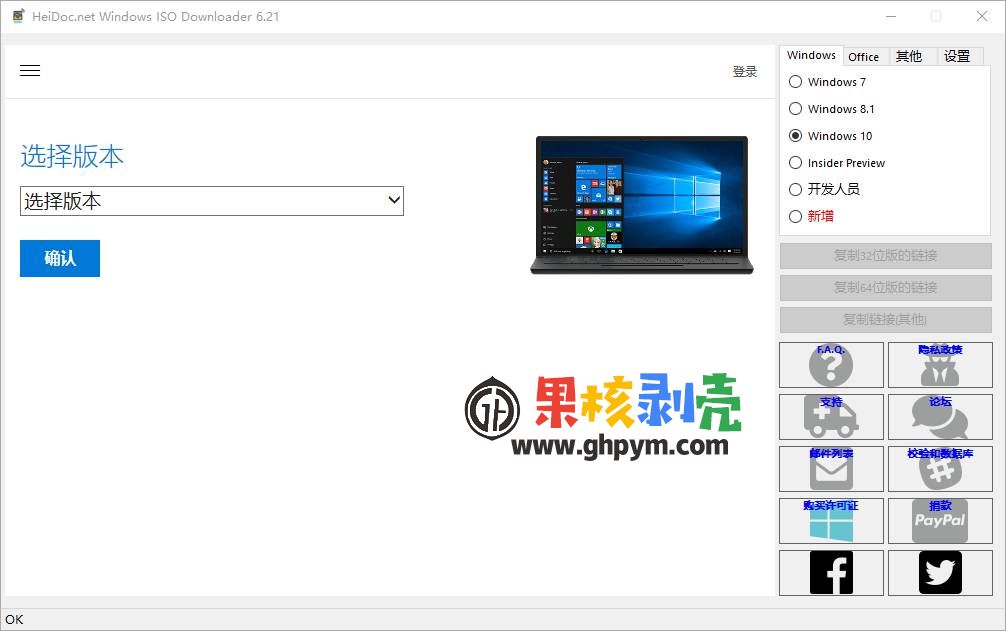 HeiDoc.net Windows ISO Downloader 6.21
登录
选择版本
选择版本
确认
果核剥壳
www.ghpym.com
Windows
Office
其他
设置
Windows 7
Windows 8.1
Windows 10
Insider Preview
开发人员
新增
复制32位版的链接
复制64位版的链接
复制链接(其他)
F.A.Q.
隐私政策
支持
论坛
邮件列表
校验和数据库
购买许可证
捐款
PayPal
OK